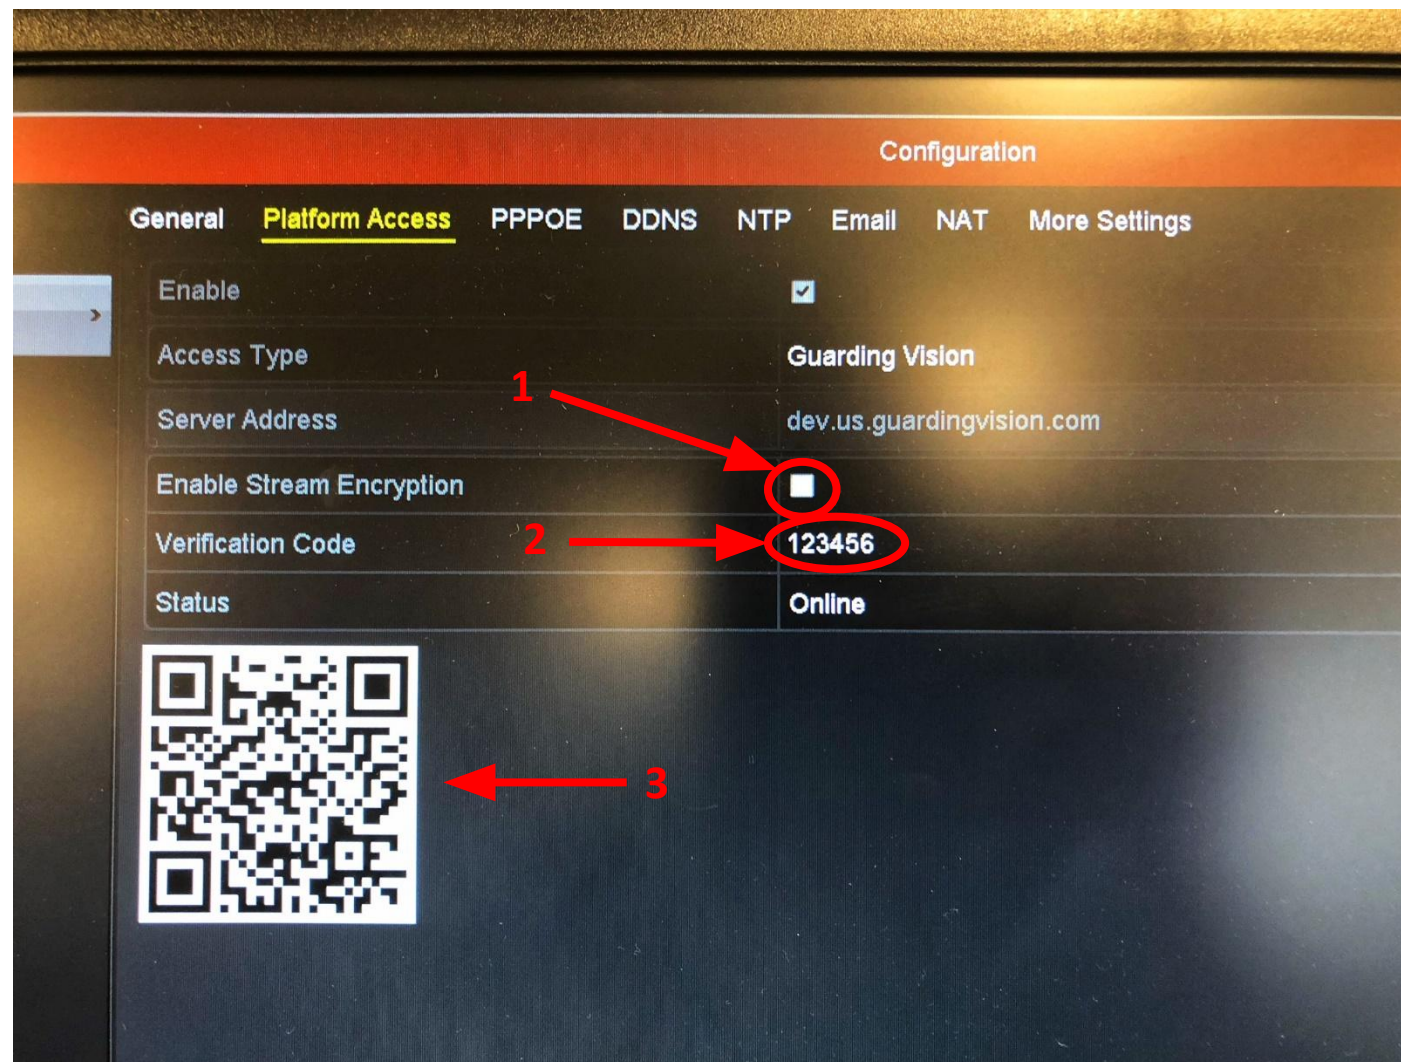 Configuration
General Platform Access PPPOE DDNS NTP Email NAT More Settings
Enable
Access Type Guarding Vision
1
Server Address dev.us.guardingvision.com
Enable Stream Encryption
Verification Code 2 123456
Status Online
3